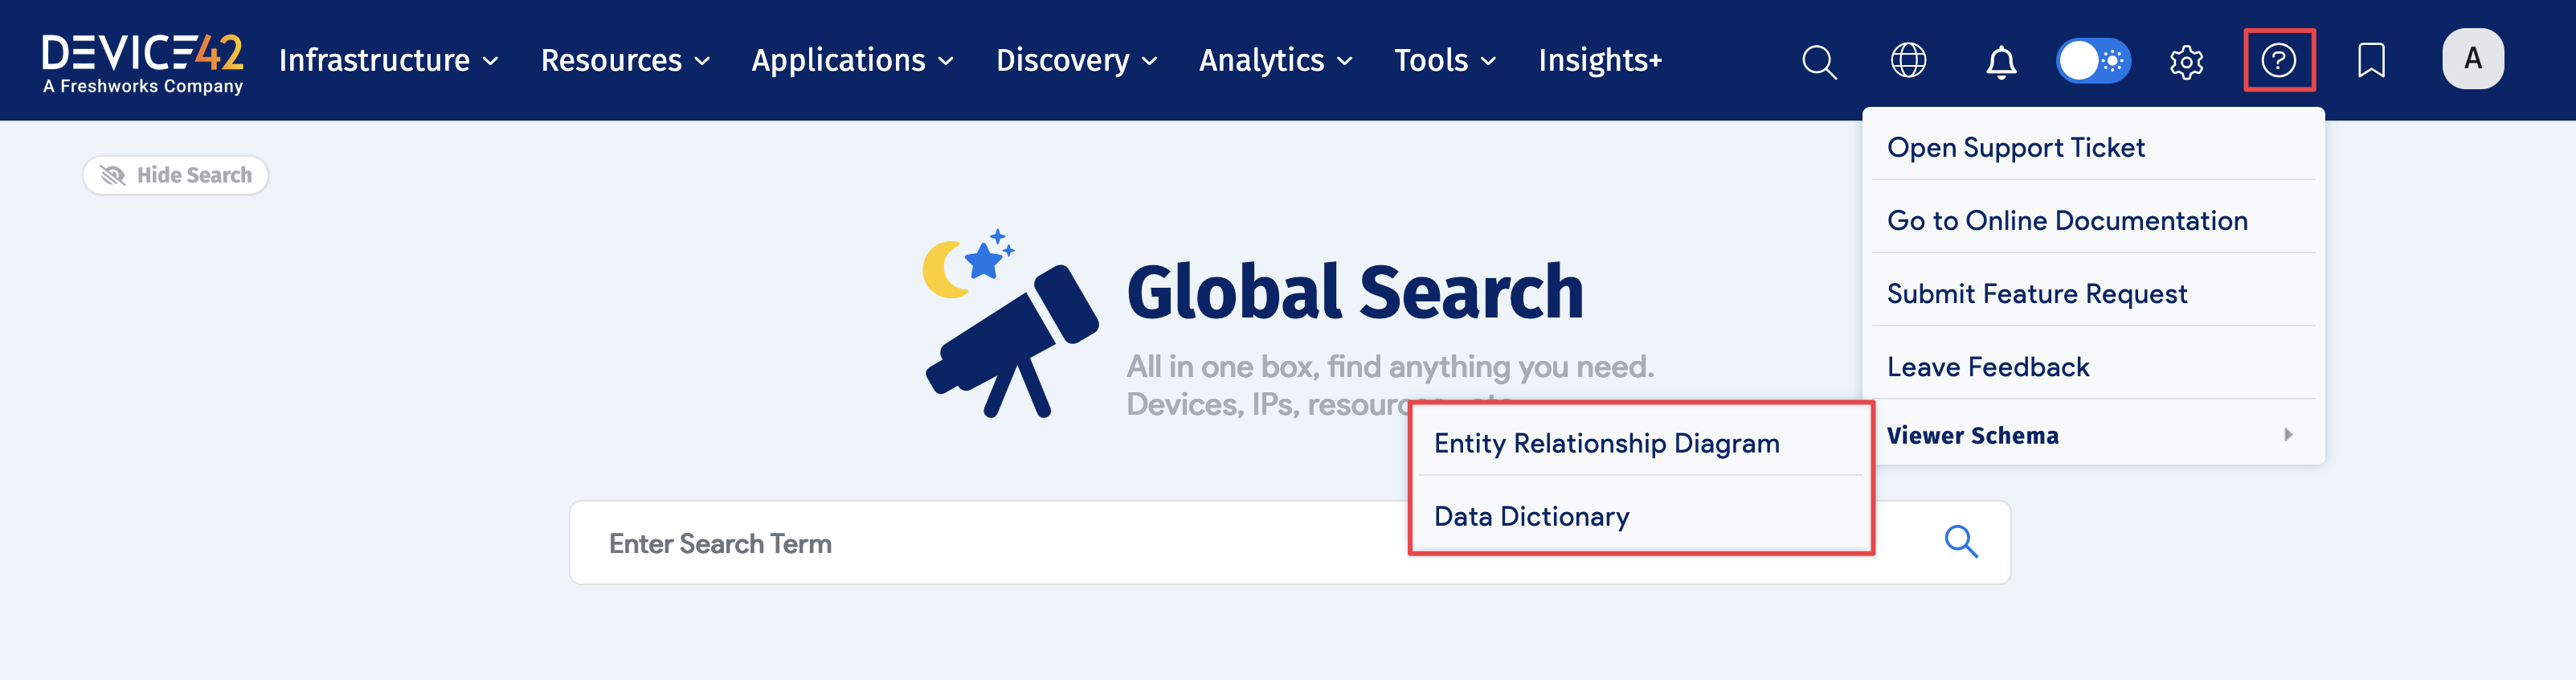 DEVICE42
A Freshworks Company
Infrastructure
Resources
Applications
Discovery
Analytics
Tools
Insights+
?
A
Hide Search
Open Support Ticket
Go to Online Documentation
Submit Feature Request
Leave Feedback
Viewer Schema
Global Search
All in one box, find anything you need.
Devices, IPs,
Entity Relationship Diagram
Data Dictionary
Enter Search Term